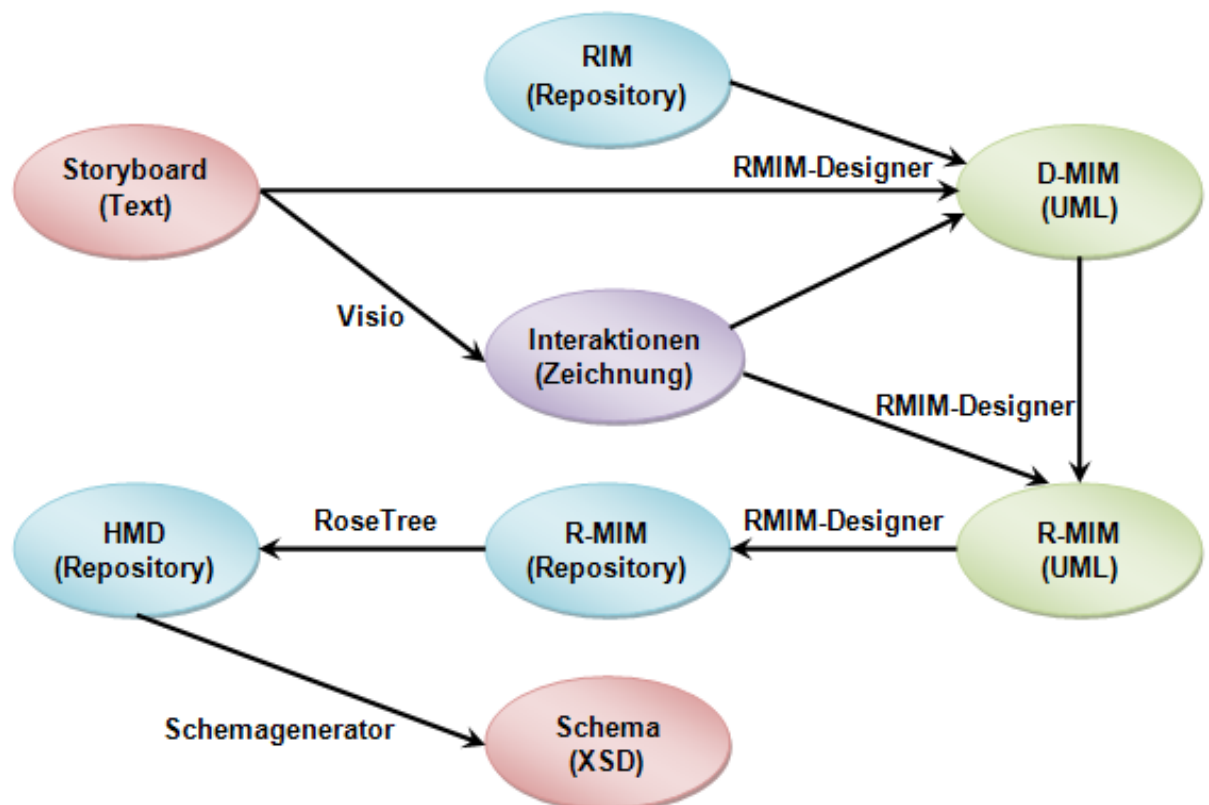 RIM
(Repository)
Storyboard
(Text)
RMIM-Designer
D-MIM
(UML)
Visio
Interaktionen
(Zeichnung)
RMIM-Designer
HMD
(Repository)
RoseTree
R-MIM
(Repository)
RMIM-Designer
R-MIM
(UML)
Schemagenerator
Schema
(XSD)